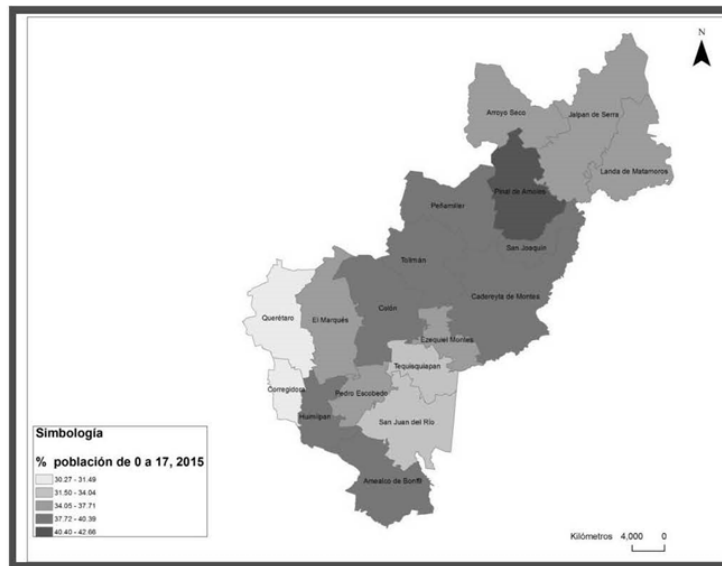 N
Arroyo Seco
Jalpan de Serra
Landa de Matamoros
Pinal de Amoles
Peñamiller
San Joaquín
Tolimán
Cadereyta de Montes
Colón
Querétaro
El Marqués
Ezequiel Montes
Tequisquiapan
Corregidora
Pedro Escobedo
Huimilpan
San Juan del Río
Amealco de Bonfil
Simbología
% población de 0 a 17, 2015
30.27 - 31.49
31.50 - 34.04
34.05 - 37.71
37.72 - 40.39
40.40 - 42.66
Kilómetros 4,000 0